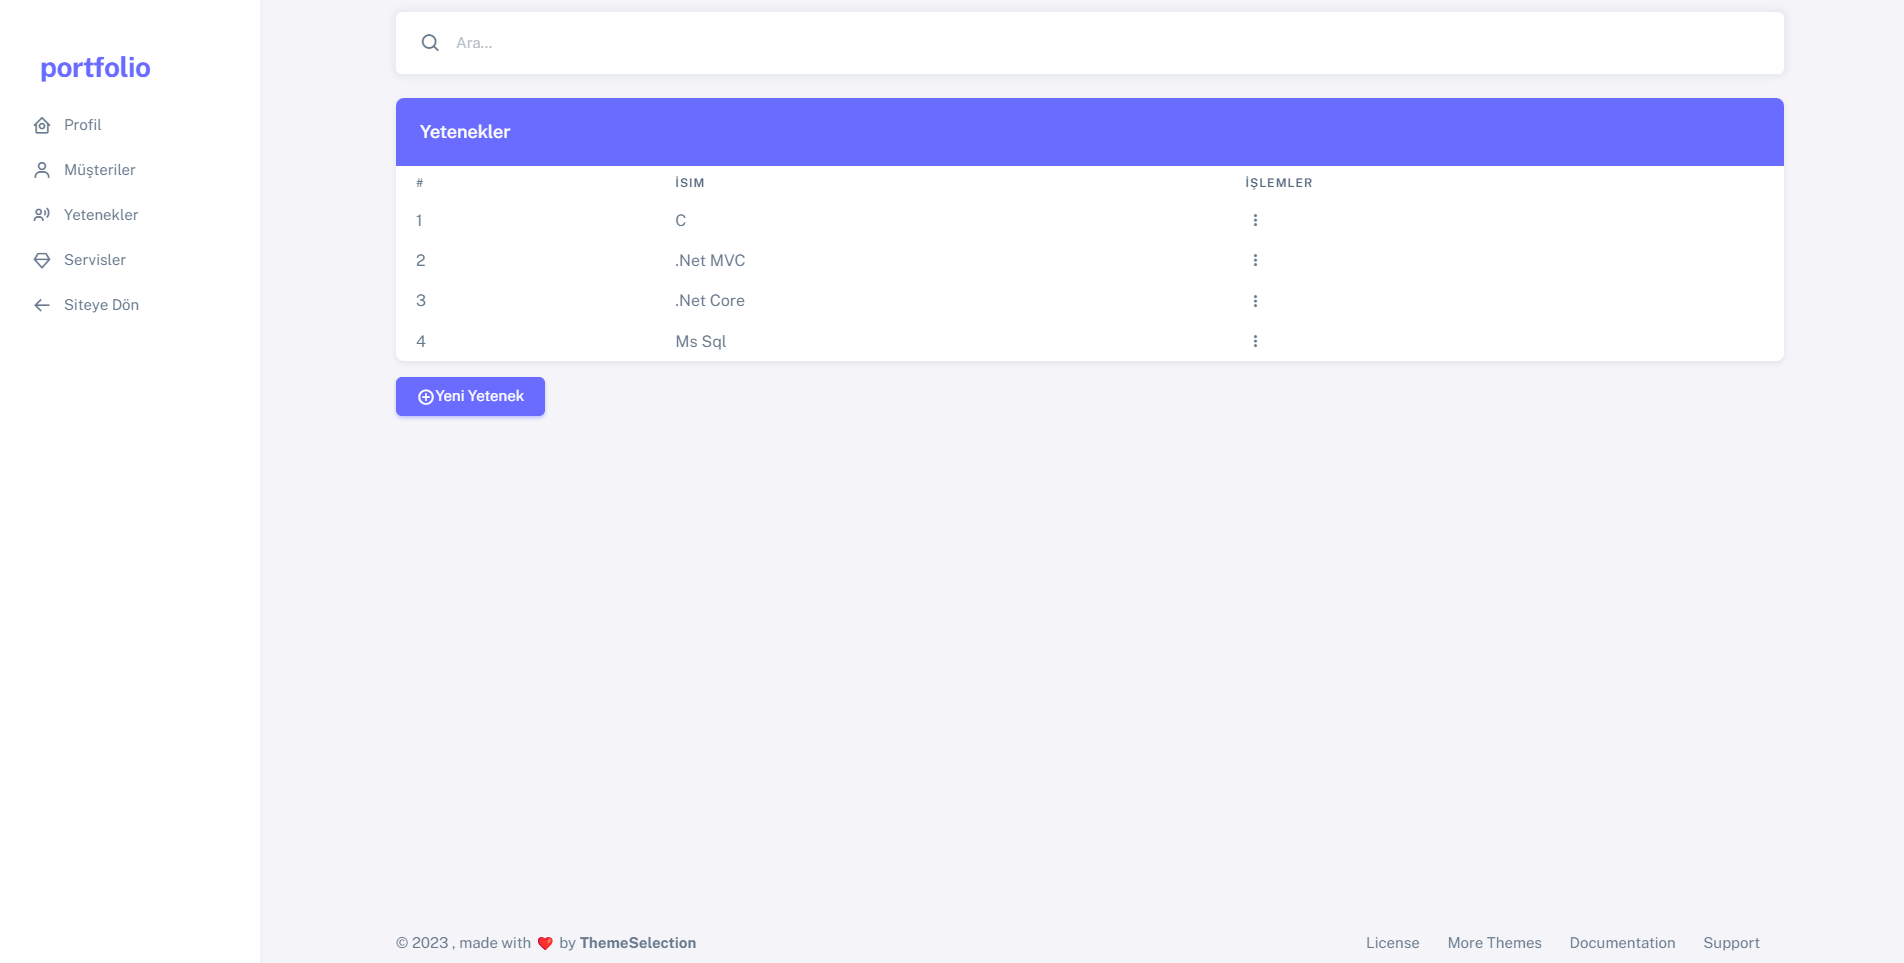 portfolio
Profil
Müşteriler
Yetenekler
Servisler
Siteye Dön
Ara...
Yetenekler
# İSIM İŞLEMLER
1 C
2 .Net MVC
3 .Net Core
4 Ms Sql
Yeni Yetenek
© 2023 , made with ❤️ by ThemeSelection
License More Themes Documentation Support